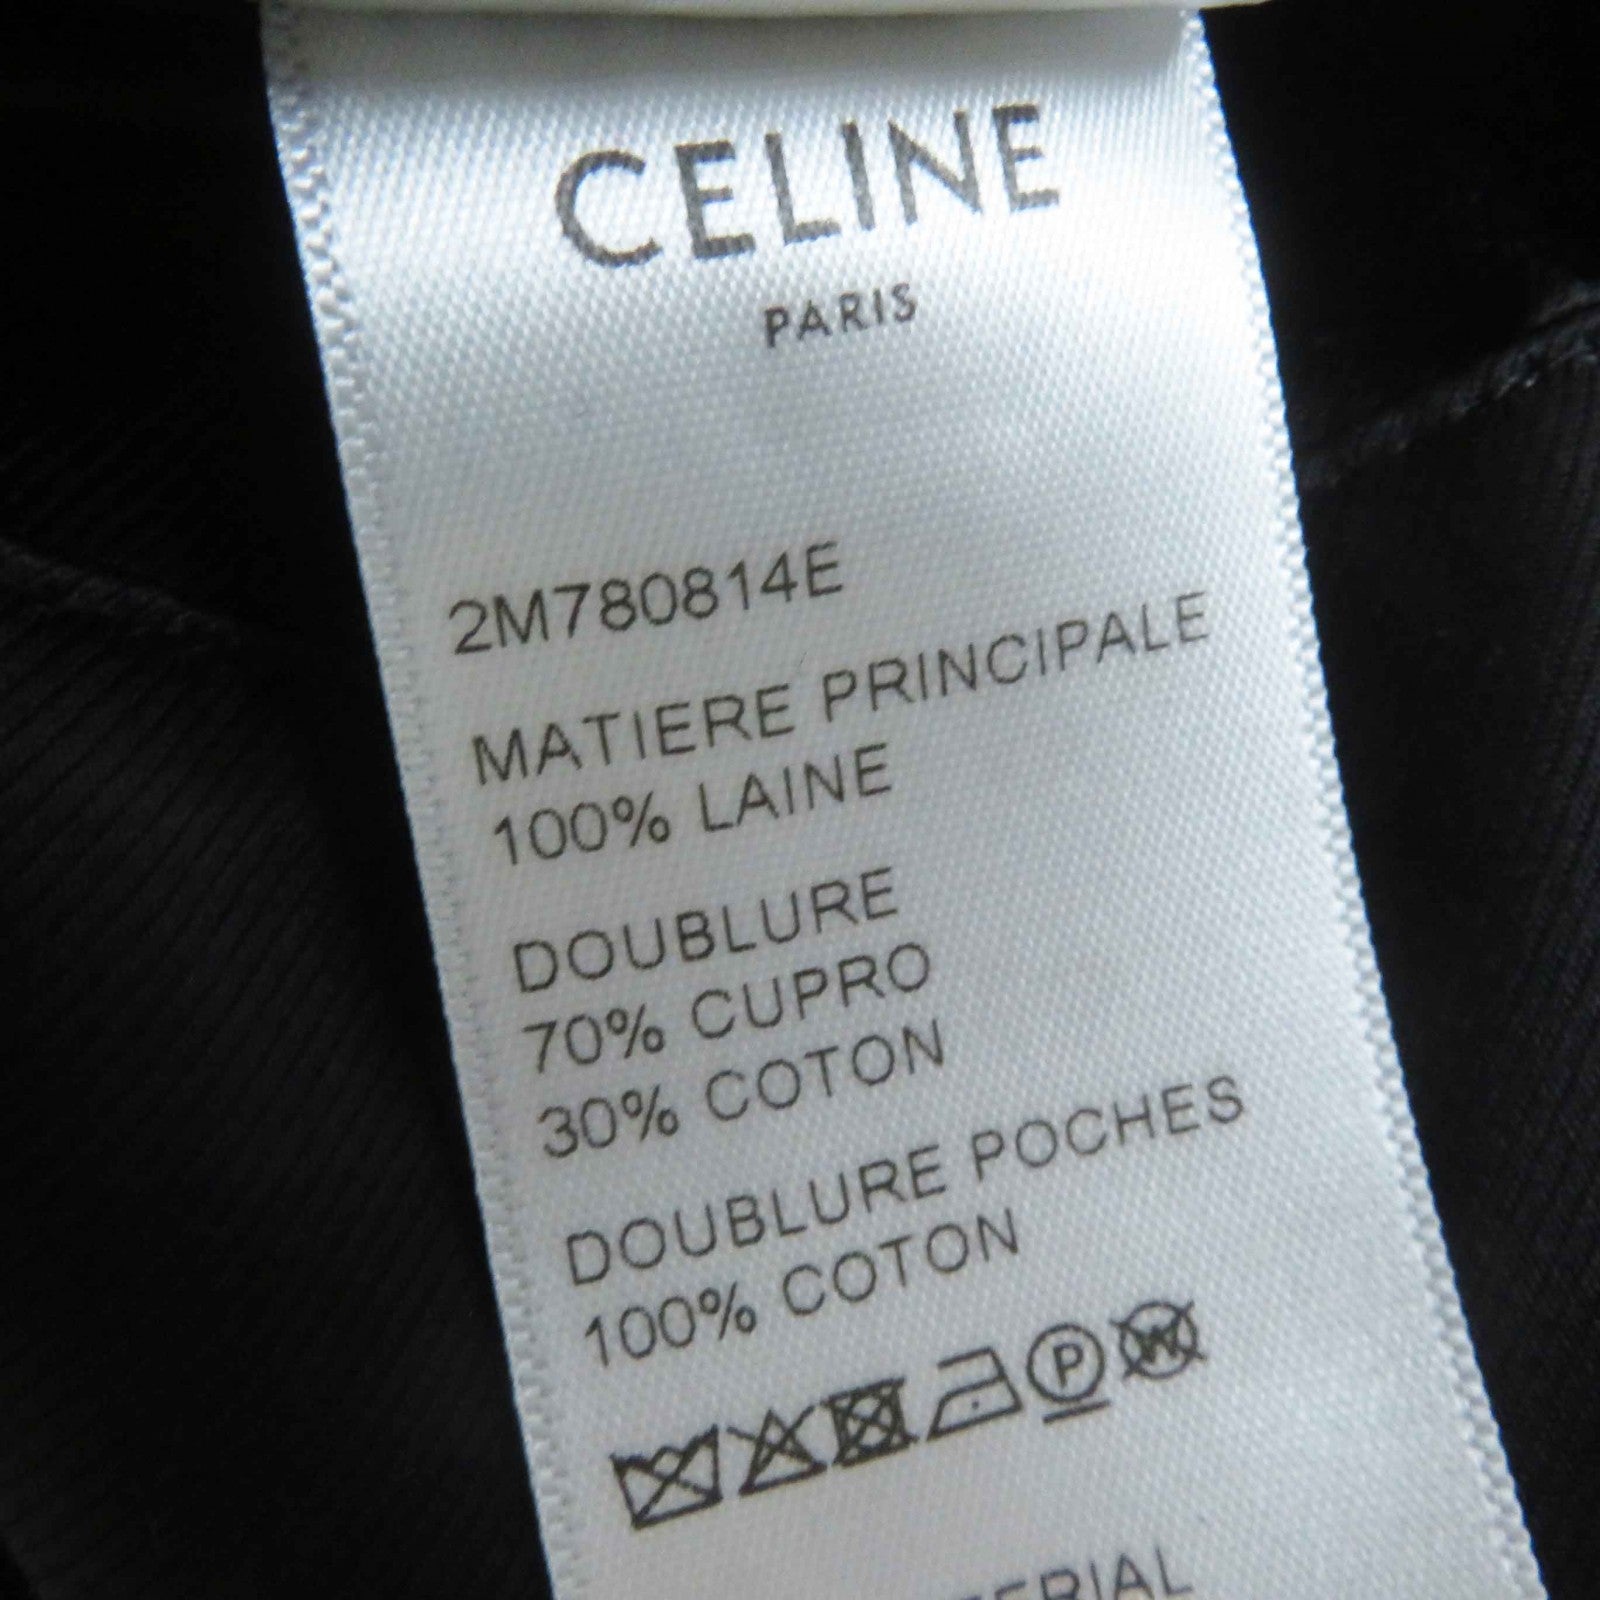 CELINE
PARIS
2M780814E
MATIERE PRINCIPALE
100% LAINE
DOUBLURE
70% CUPRO
30% COTON
DOUBLURE POCHES
100% COTON
P W